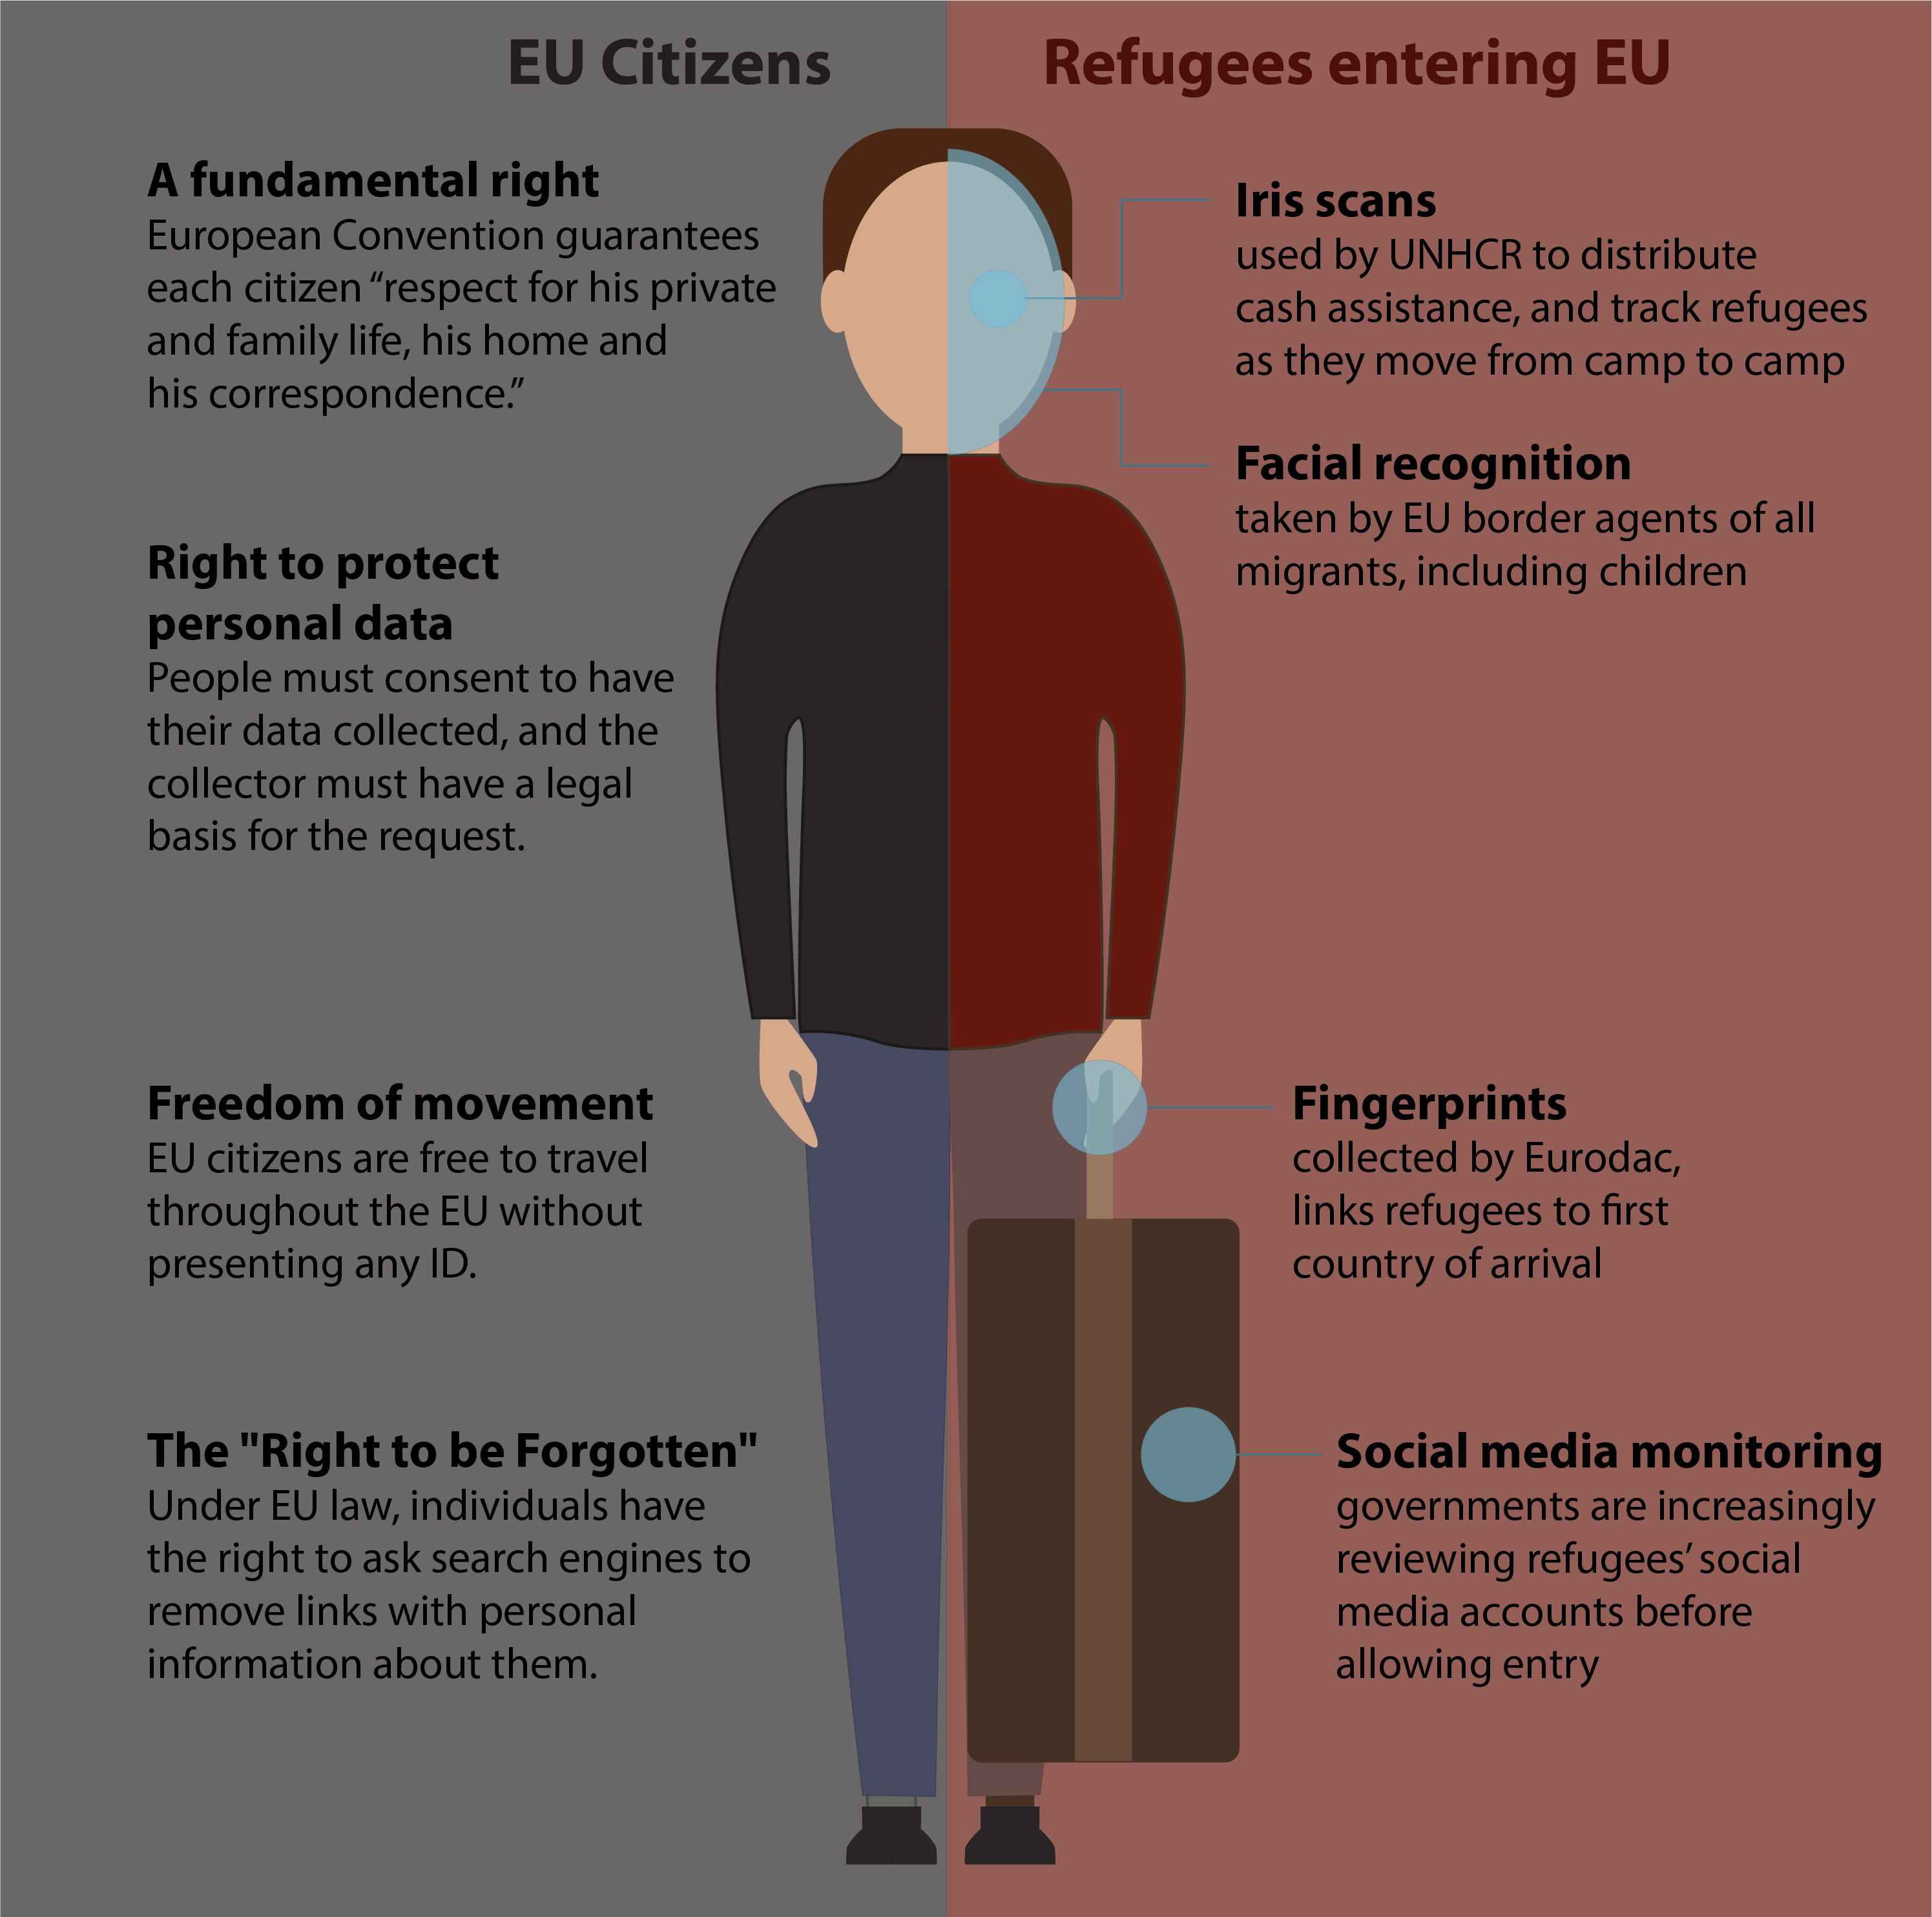 EU Citizens
Refugees entering EU
A fundamental right
European Convention guarantees
each citizen “respect for his private
and family life, his home and
his correspondence.”
Right to protect
personal data
People must consent to have
their data collected, and the
collector must have a legal
basis for the request.
Freedom of movement
EU citizens are free to travel
throughout the EU without
presenting any ID.
The "Right to be Forgotten"
Under EU law, individuals have
the right to ask search engines to
remove links with personal
information about them.
Iris scans
used by UNHCR to distribute
cash assistance, and track refugees
as they move from camp to camp
Facial recognition
taken by EU border agents of all
migrants, including children
Fingerprints
collected by Eurodac,
links refugees to first
country of arrival
Social media monitoring
governments are increasingly
reviewing refugees’ social
media accounts before
allowing entry